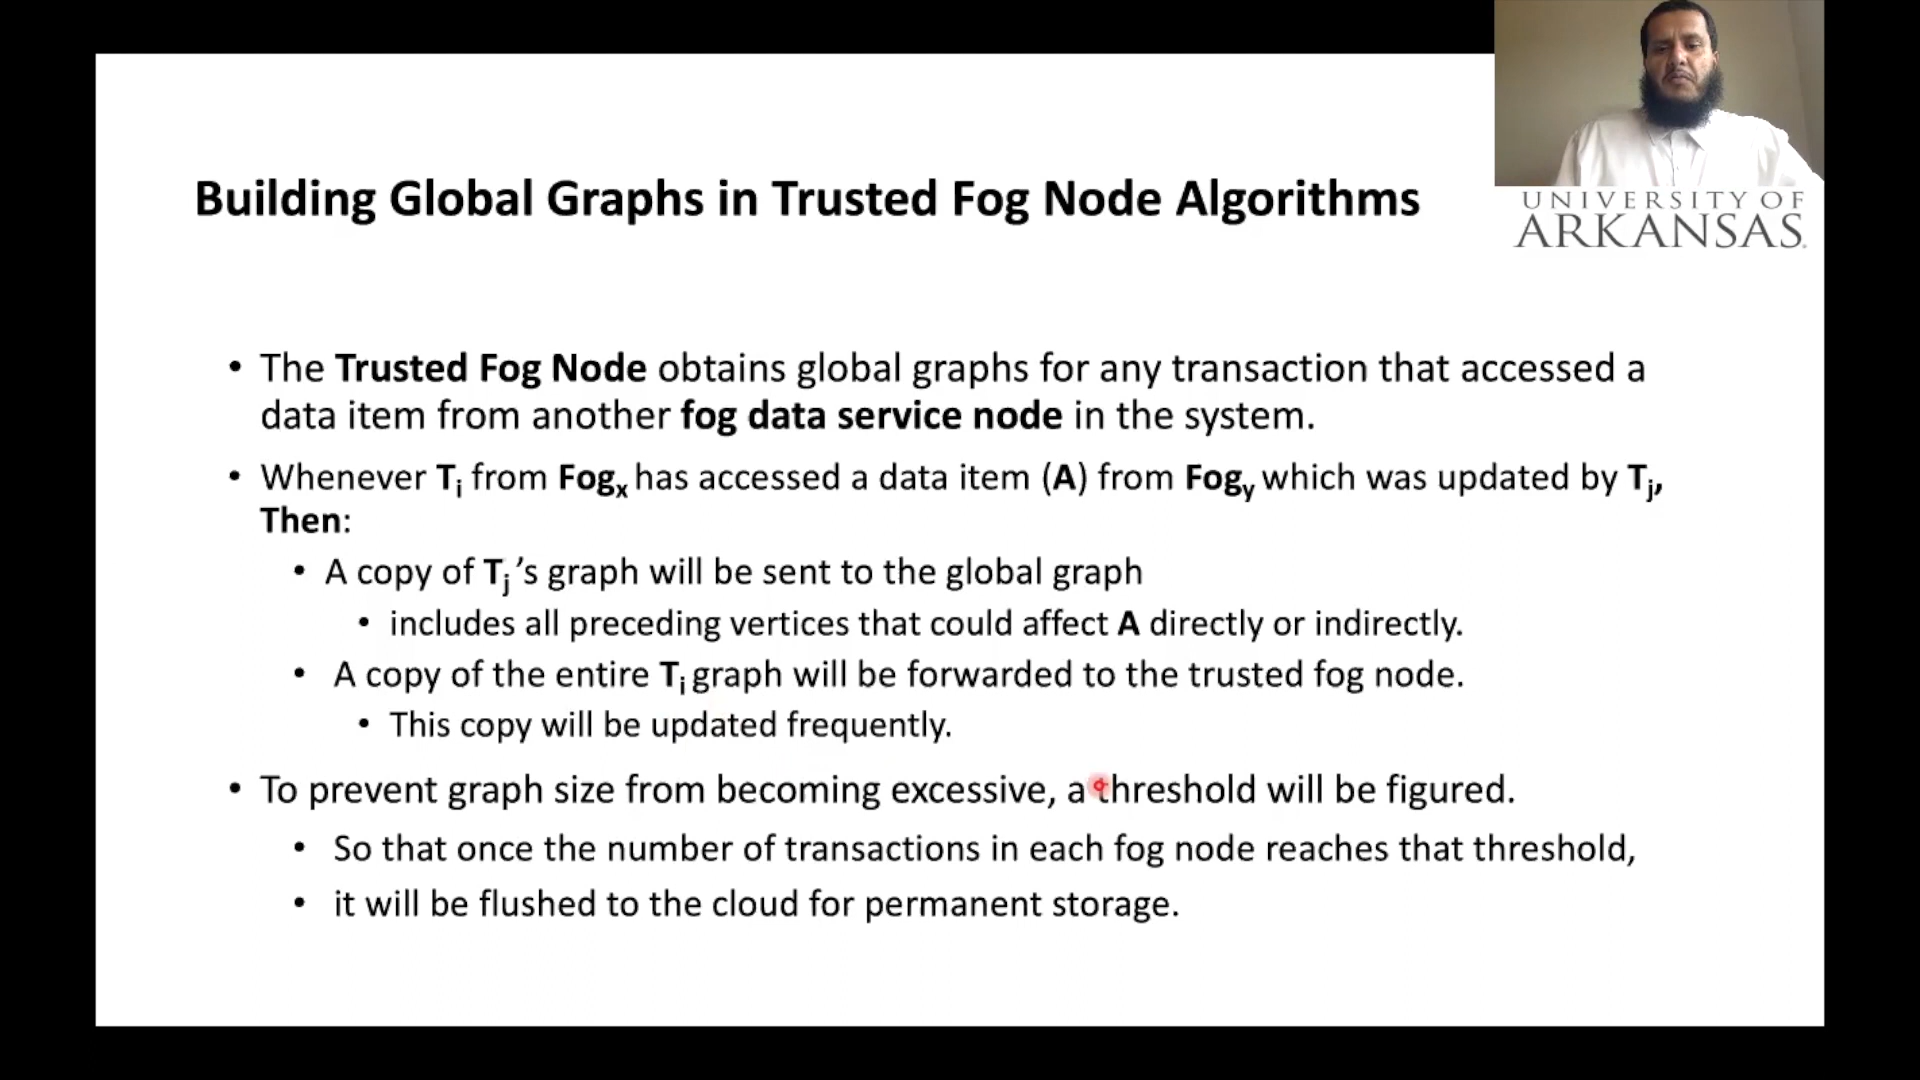 UNIVERSITY OF
ARKANSAS.
Building Global Graphs in Trusted Fog Node Algorithms
• The Trusted Fog Node obtains global graphs for any transaction that accessed a
data item from another fog data service node in the system.
• Whenever Ti from Fogx has accessed a data item (A) from Fogy which was updated by Tj,
Then:
• A copy of Tj's graph will be sent to the global graph
• includes all preceding vertices that could affect A directly or indirectly.
• A copy of the entire Ti graph will be forwarded to the trusted fog node.
• This copy will be updated frequently.
• To prevent graph size from becoming excessive, a threshold will be figured.
• So that once the number of transactions in each fog node reaches that threshold,
• it will be flushed to the cloud for permanent storage.